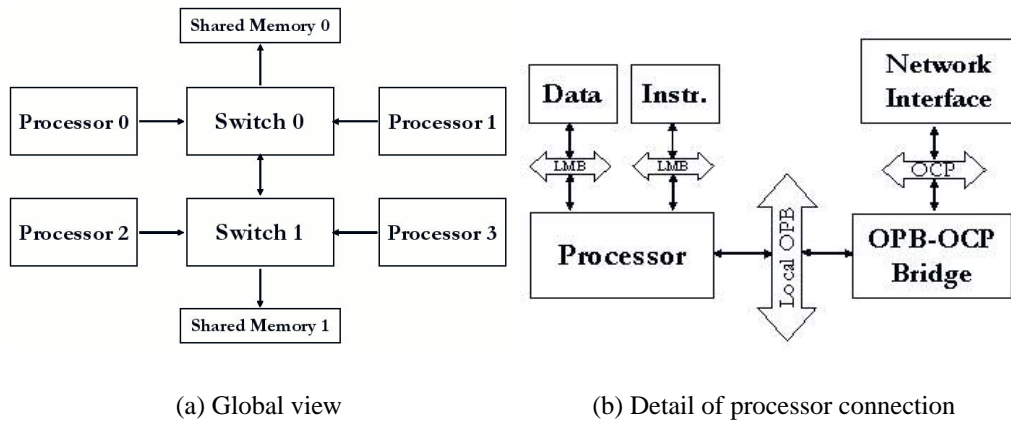 Shared Memory 0
Processor 0
Switch 0
Processor 1
Processor 2
Switch 1
Processor 3
Shared Memory 1
(a) Global view
Data
Instr.
Network
Interface
LMB
LMB
OCP
Processor
Local OPB
OPB-OCP
Bridge
(b) Detail of processor connection